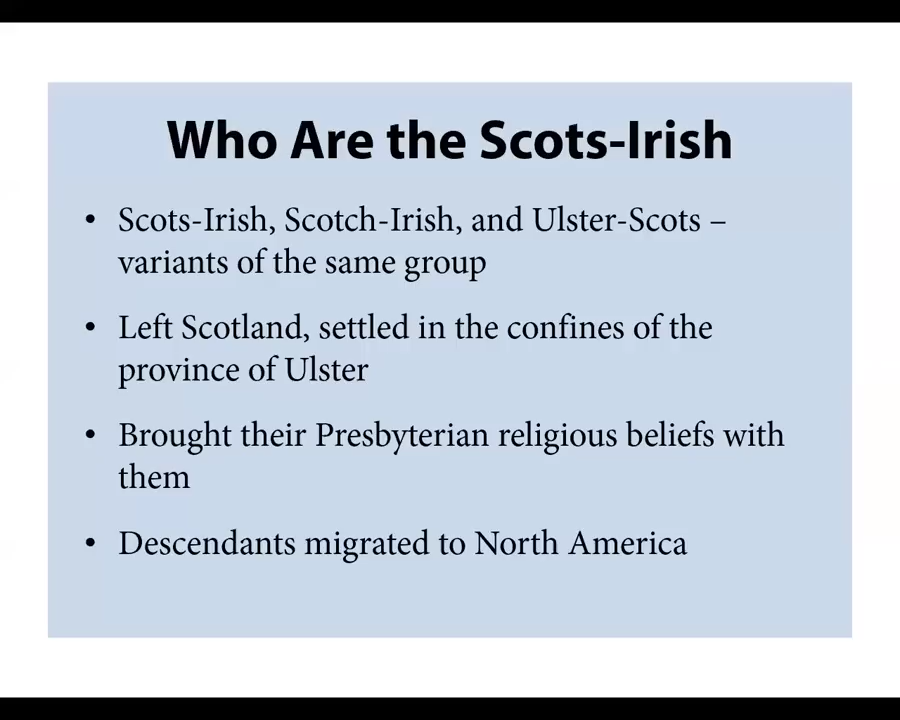 Who Are the Scots-Irish
• Scots-Irish, Scotch-Irish, and Ulster-Scots –
variants of the same group
• Left Scotland, settled in the confines of the
province of Ulster
• Brought their Presbyterian religious beliefs with
them
• Descendants migrated to North America